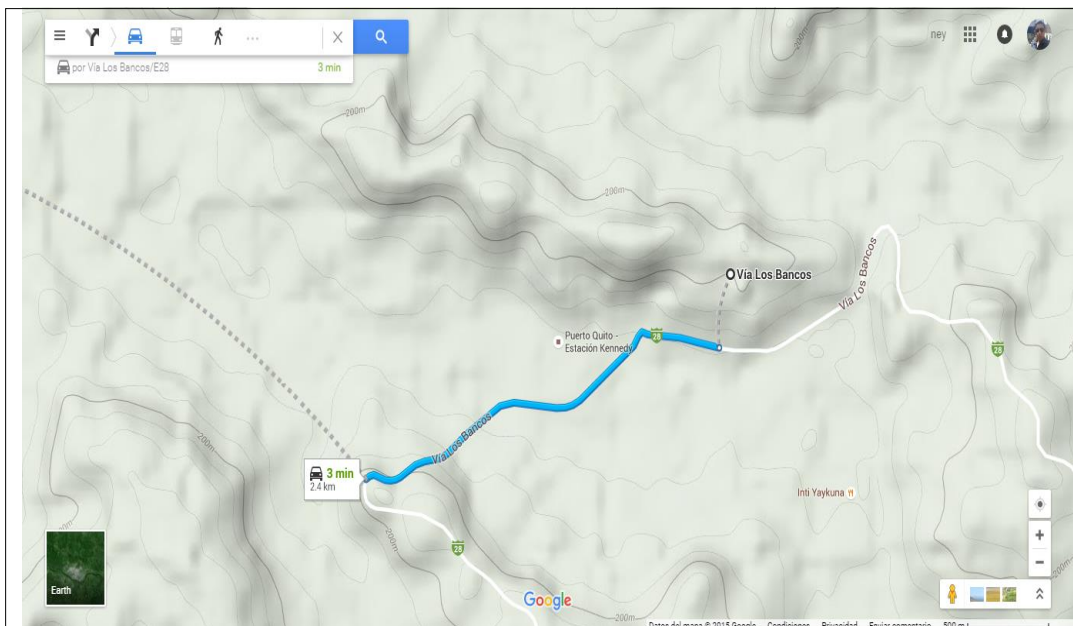 ney
por Vía Los Bancos/E28
3 min
200m
200m
200m
Vía Los Bancos
Vía Los Bancos
Puerto Quito -
Estación Kennedy
28
28
Vía Los Bancos
200m
3 min
2.4 km
Inti Yaykuna
200m
28
Earth
Google
200m
Datos del mapa © 2015 Google Condiciones Privacidad Enviar comentario 500 m